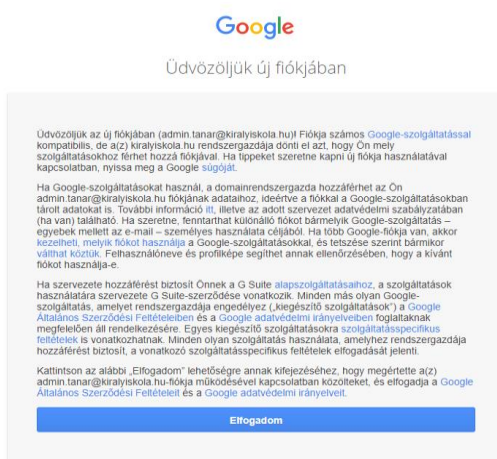 Google
Üdvözöljük új fiókjában
Üdvözöljük az új fiókjában (admin.tanar@kiralyiskola.hu)! Fiókja számos Google-szolgáltatással
kompatibilis, de a(z) kiralyiskola.hu rendszergazdája dönti el azt, hogy Ön mely
szolgáltatásokhoz férhet hozzá fiókjával. Ha tippeket szeretne kapni új fiókja használatával
kapcsolatban, nyissa meg a Google súgóját.
Ha Google-szolgáltatásokat használ, a domainrendszergazda hozzáférhet az Ön
admin.tanar@kiralyiskola.hu fiókjának adataihoz, ideértve a fiókkal a Google-szolgáltatásokban
tárolt adatokat is. További információ itt, illetve az adott szervezet adatvédelmi szabályzatában
(ha van) található. Ha szeretne, fenntarthat különálló fiókot bármelyik Google-szolgáltatás –
egyebek mellett az e-mail – személyes használata céljából. Ha több Google-fiókja van, akkor
kezelheti, melyik fiókot használja a Google-szolgáltatásokkal, és tetszése szerint bármikor
válthat köztük. Felhasználóneve és profilképe segíthet annak ellenőrzésében, hogy a kívánt
fiókot használja-e.
Ha szervezete hozzáférést biztosít Önnek a G Suite alapszolgáltatásaihoz, a szolgáltatások
használatára szervezete G Suite-szerződése vonatkozik. Minden más olyan Google-
szolgáltatás, amelyet rendszergazdája engedélyez („kiegészítő szolgáltatások”) a Google
Általános Szerződési Feltételeiben és a Google adatvédelmi irányelveiben foglaltaknak
megfelelően áll rendelkezésére. Egyes kiegészítő szolgáltatásokra szolgáltatásspecifikus
feltételek is vonatkozhatnak. Minden olyan szolgáltatás használata, amelyhez rendszergazdája
hozzáférést biztosít, a vonatkozó szolgáltatásspecifikus feltételek elfogadását jelenti.
Kattintson az alábbi „Elfogadom” lehetőségre annak kifejezéséhez, hogy megértette a(z)
admin.tanar@kiralyiskola.hu-fiókja működésével kapcsolatban közölteket, és elfogadja a Google
Általános Szerződési Feltételeit és a Google adatvédelmi irányelveit.
Elfogadom